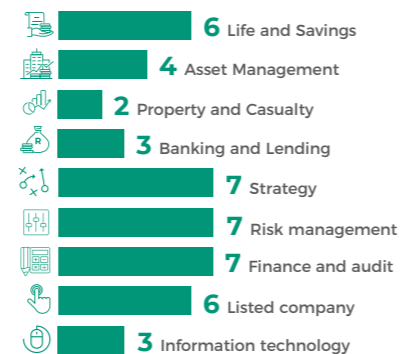 6 Life and Savings
4 Asset Management
2 Property and Casualty
R
3 Banking and Lending
7 Strategy
7 Risk management
7 Finance and audit
6 Listed company
3 Information technology